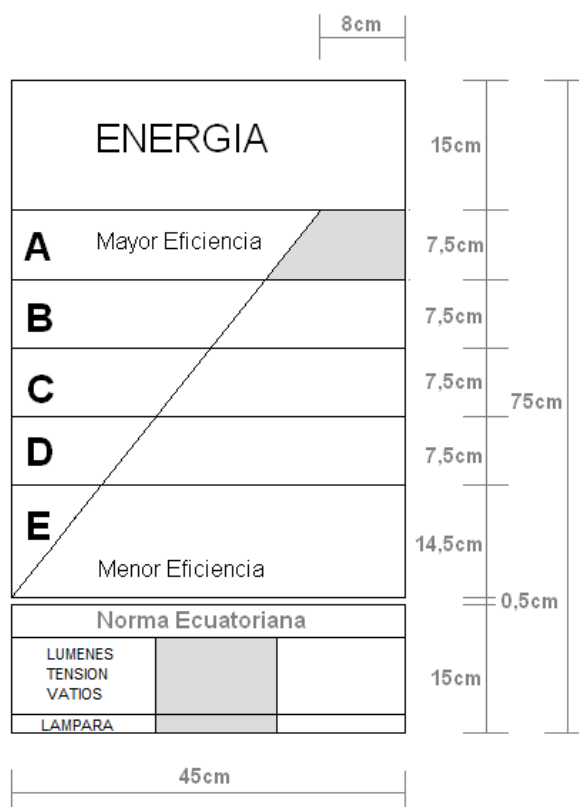 8cm
ENERGIA
15cm
A Mayor Eficiencia
7,5cm
B
7,5cm
C
7,5cm
75cm
D
7,5cm
E
14,5cm
Menor Eficiencia
0,5cm
Norma Ecuatoriana
LUMENES
TENSION
VATIOS
15cm
LAMPARA
45cm